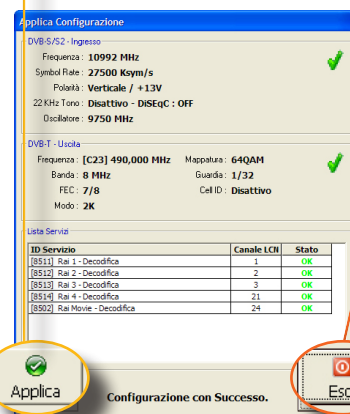 Applica Configurazione
DVB-S/S2 - Ingresso
Frequenza : 10992 MHz
Symbol Rate : 27500 Ksym/s
Polarità : Verticale / +13V
22 KHz Tono : Disattivo - DiSEqC : OFF
Oscillatore : 9750 MHz
DVB-T - Uscita
Frequenza : [C23] 490,000 MHz Mappatura : 64QAM
Banda : 8 MHz Guardia : 1/32
FEC : 7/8 Cell ID : Disattivo
Modo : 2K
Lista Servizi
ID Servizio Canale LCN Stato
[8511] Rai 1 - Decodifica 1 OK
[8512] Rai 2 - Decodifica 2 OK
[8513] Rai 3 - Decodifica 3 OK
[8514] Rai 4 - Decodifica 21 OK
[8502] Rai Movie - Decodifica 24 OK
Applica
Configurazione con Successo.
Esc